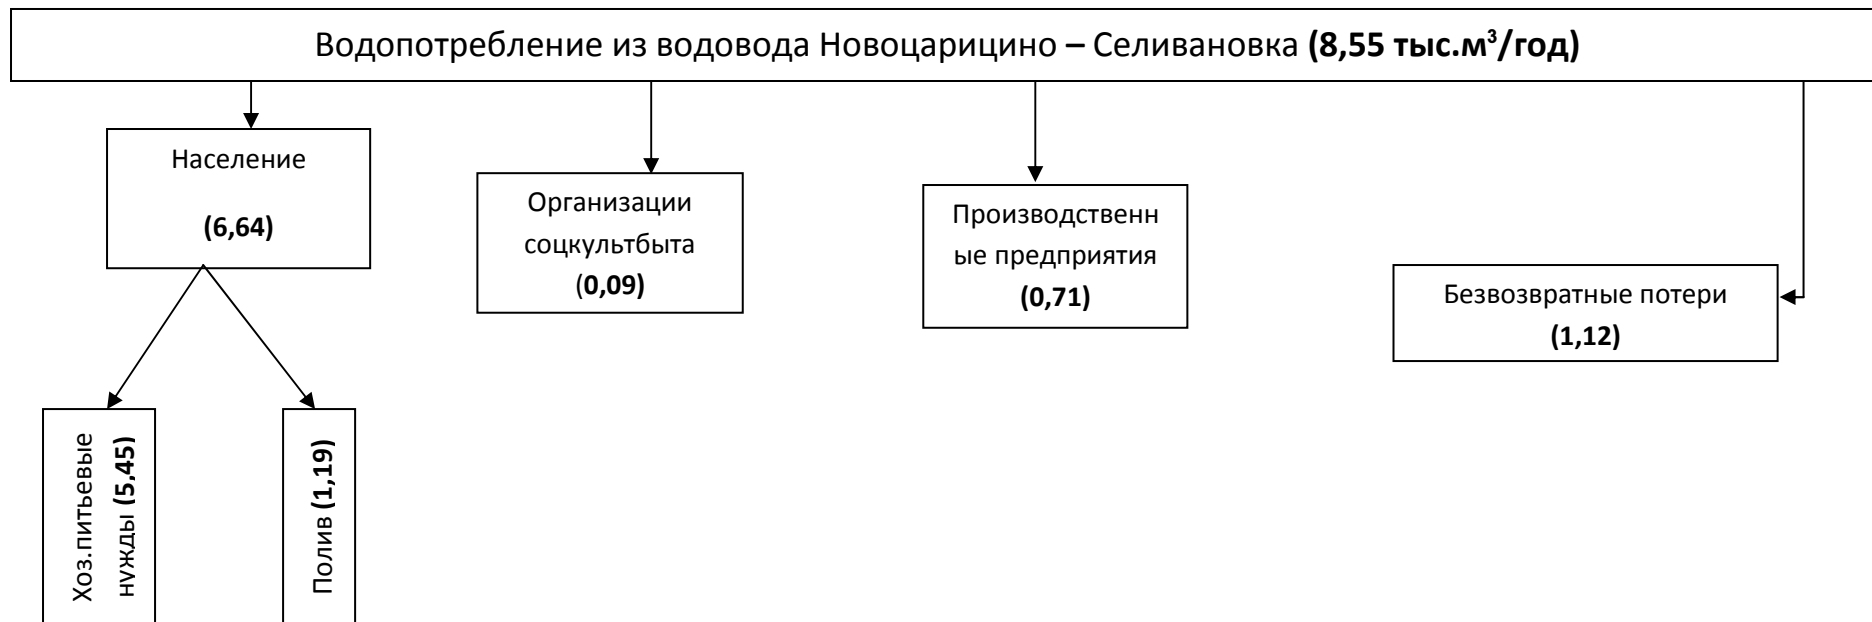 Водопотребление из водовода Новоцарицино – Селивановка (8,55 тыс.м³/год)
Население
(6,64)
Организации
соцкультбыта
(0,09)
Производственн
ые предприятия
(0,71)
Безвозвратные потери
(1,12)
Хоз.питьевые
нужды (5,45)
Полив (1,19)